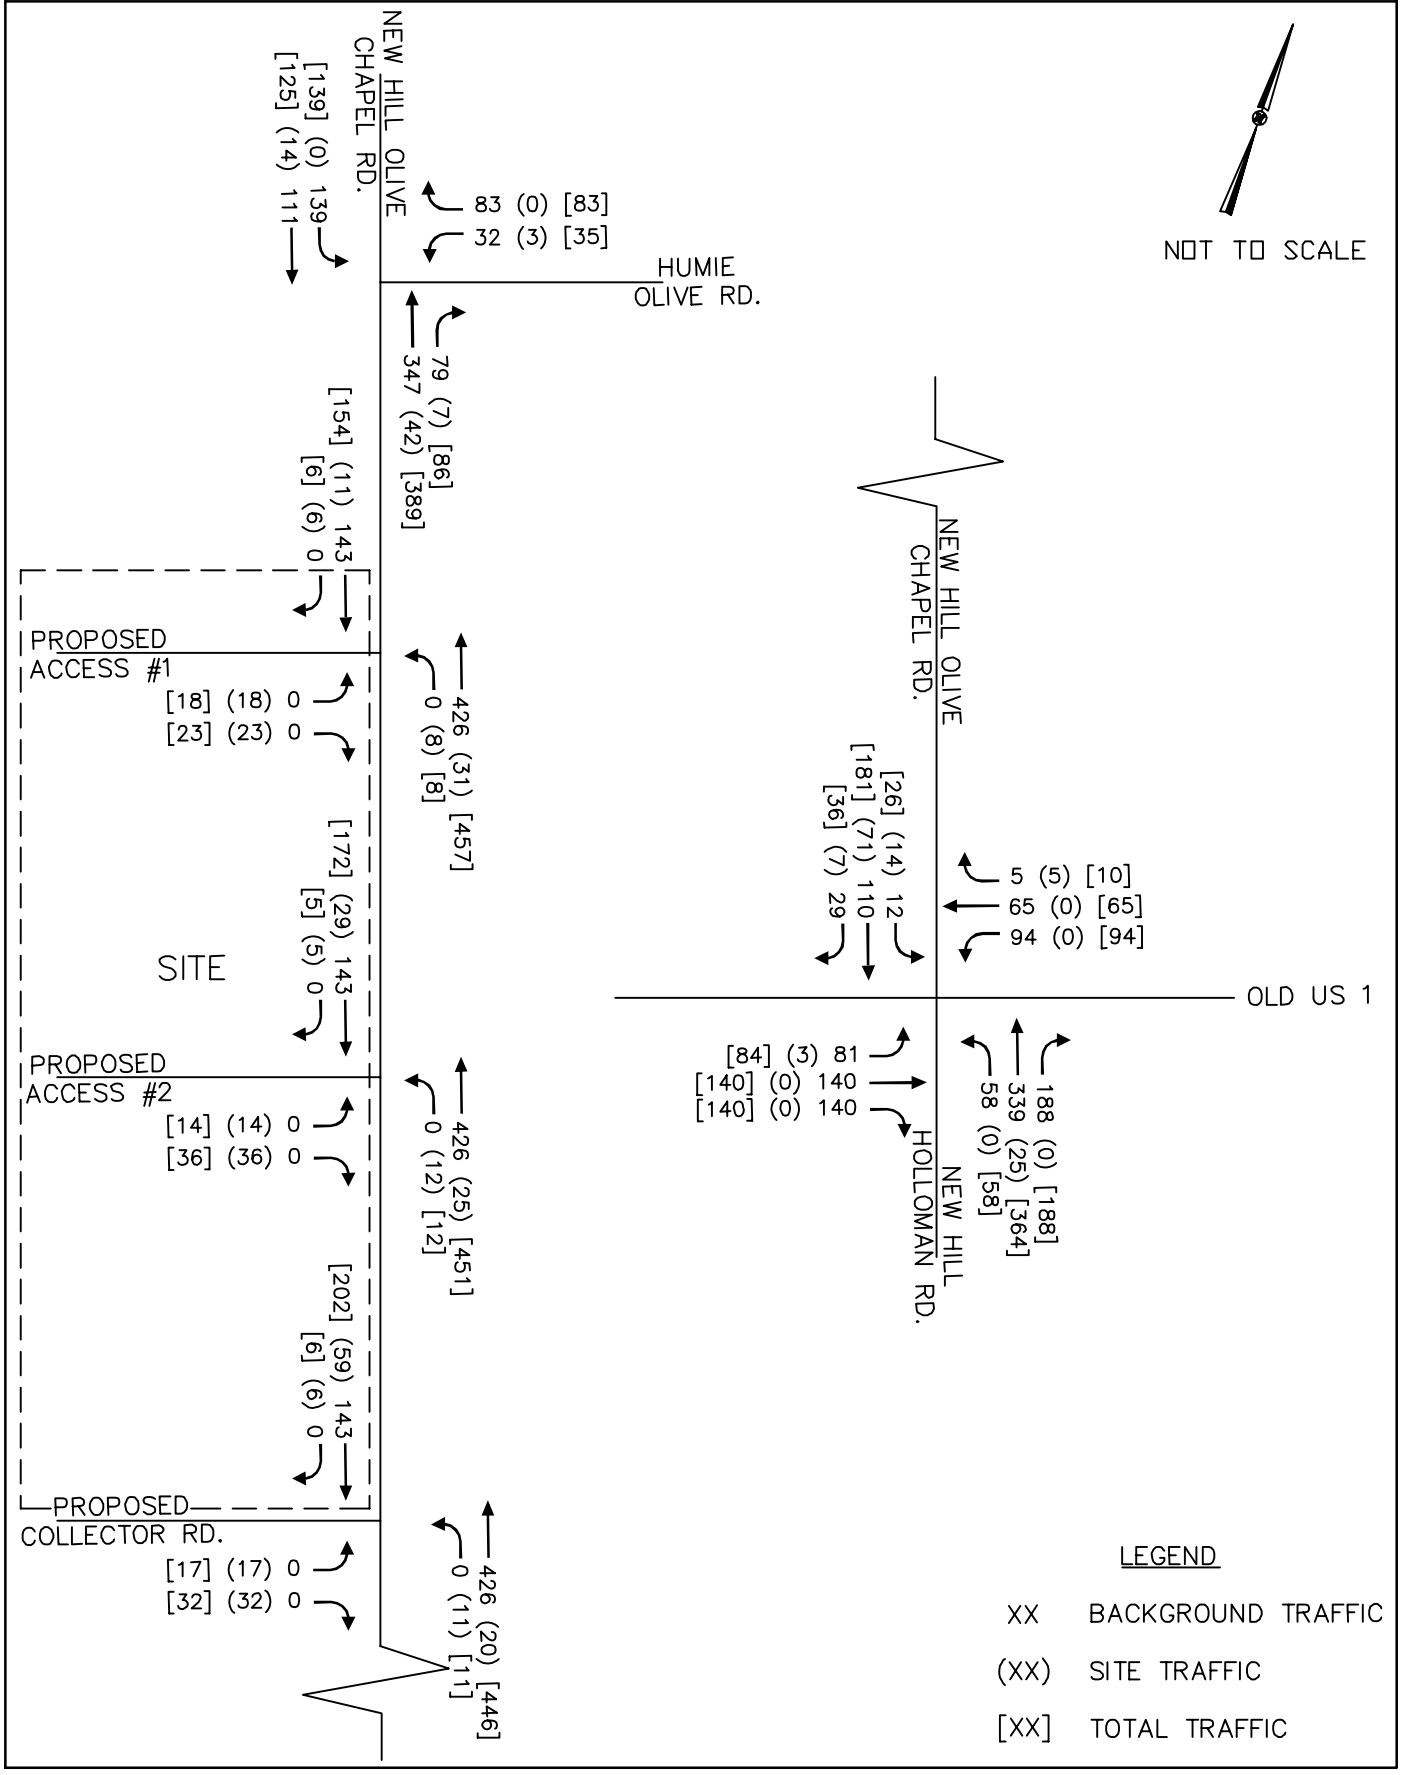 NEW HILL OLIVE
CHAPEL RD.
[139] (0) 139
[125] (14) 111
83 (0) [83]
32 (3) [35]
HUMIE
OLIVE RD.
79 (7) [86]
347 (42) [389]
NOT TO SCALE
[154] (11) 143
[6] (6) 0
PROPOSED
ACCESS #1
[18] (18) 0
[23] (23) 0
426 (31) [457]
0 (8) [8]
SITE
[172] (29) 143
[5] (5) 0
PROPOSED
ACCESS #2
[14] (14) 0
[36] (36) 0
426 (25) [451]
0 (12) [12]
[202] (59) 143
[6] (6) 0
PROPOSED
COLLECTOR RD.
[17] (17) 0
[32] (32) 0
426 (20) [446]
0 (11) [11]
NEW HILL OLIVE
CHAPEL RD.
[26] (14) 12
[181] (71) 110
[36] (7) 29
5 (5) [10]
65 (0) [65]
94 (0) [94]
OLD US 1
[84] (3) 81
[140] (0) 140
[140] (0) 140
188 (0) [188]
339 (25) [364]
58 (0) [58]
NEW HILL
HOLLOMAN RD.
LEGEND
XX BACKGROUND TRAFFIC
(XX) SITE TRAFFIC
[XX] TOTAL TRAFFIC